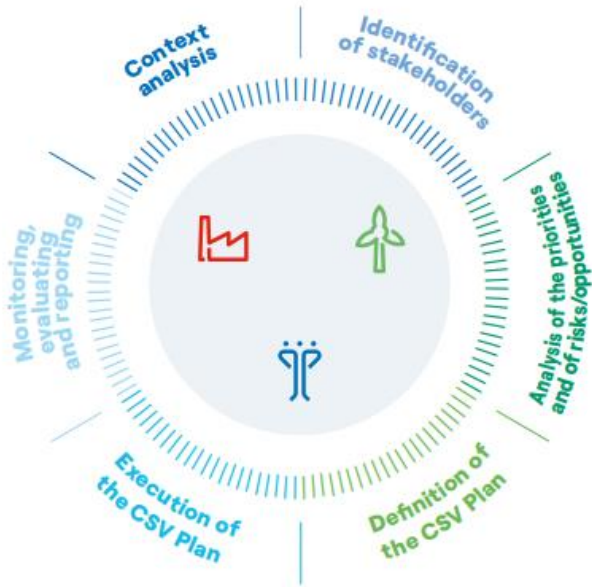 Context
analysis
Identification
of stakeholders
Analysis of the priorities
and of risks/opportunities
Definition of
the CSV Plan
Execution of
the CSV Plan
Monitoring,
evaluating
and reporting